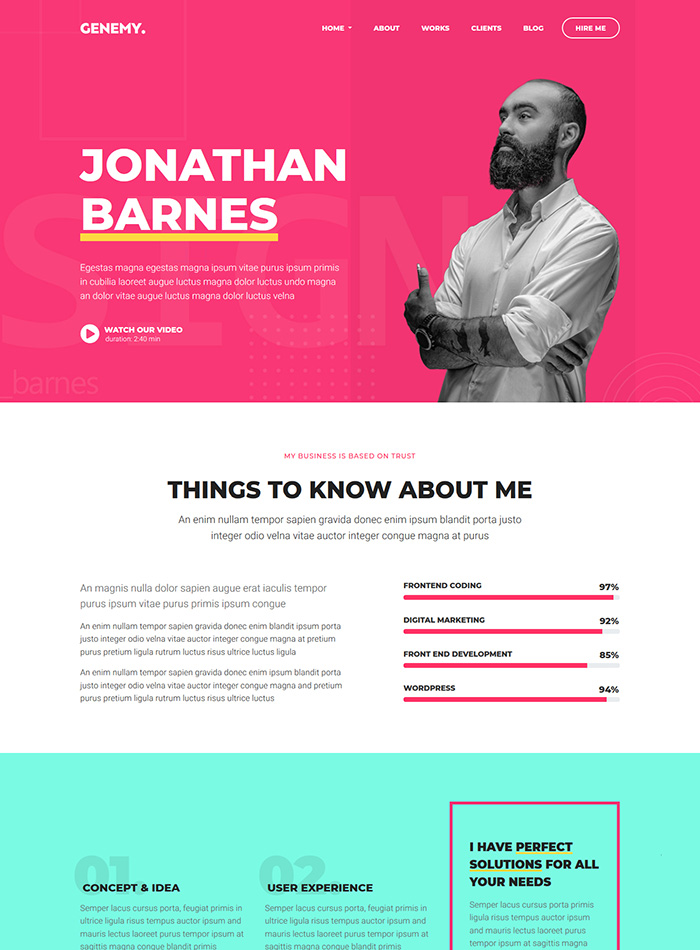 GENEMY.
HOME ABOUT WORKS CLIENTS BLOG HIRE ME
SIGN
JONATHAN
BARNES
Egestas magna egestas magna ipsum vitae purus ipsum primis
in cubilia laoreet augue luctus magna dolor luctus undo magna
an dolor vitae augue luctus magna dolor luctus velna
WATCH OUR VIDEO
duration: 2:40 min
_barnes
MY BUSINESS IS BASED ON TRUST
THINGS TO KNOW ABOUT ME
An enim nullam tempor sapien gravida donec enim ipsum blandit porta justo
integer odio velna vitae auctor integer congue magna at purus
An magnis nulla dolor sapien augue erat iaculis tempor
purus ipsum vitae purus primis ipsum congue
An enim nullam tempor sapien gravida donec enim blandit ipsum porta
justo integer odio velna vitae auctor integer congue magna at pretium
purus pretium ligula rutrum luctus risus ultrice luctus ligula
An enim nullam tempor sapien gravida donec enim ipsum blandit porta
justo integer odio velna vitae auctor integer congue magna and pretium
purus pretium ligula rutrum luctus risus ultrice luctus
FRONTEND CODING 97%
DIGITAL MARKETING 92%
FRONT END DEVELOPMENT 85%
WORDPRESS 94%
01.
CONCEPT & IDEA
Semper lacus cursus porta, feugiat primis in
ultrice ligula risus tempus auctor ipsum and
mauris lectus laoreet purus tempor ipsum at
sagittis magna congue blandit primis
02.
USER EXPERIENCE
Semper lacus cursus porta, feugiat primis in
ultrice ligula risus tempus auctor ipsum and
mauris lectus laoreet purus tempor ipsum at
sagittis magna congue blandit primis
I HAVE PERFECT
SOLUTIONS FOR ALL
YOUR NEEDS
Semper lacus cursus porta primis
ligula risus tempus auctor ipsum
and mauris lectus laoreet purus
tempor ipsum at sagittis magna